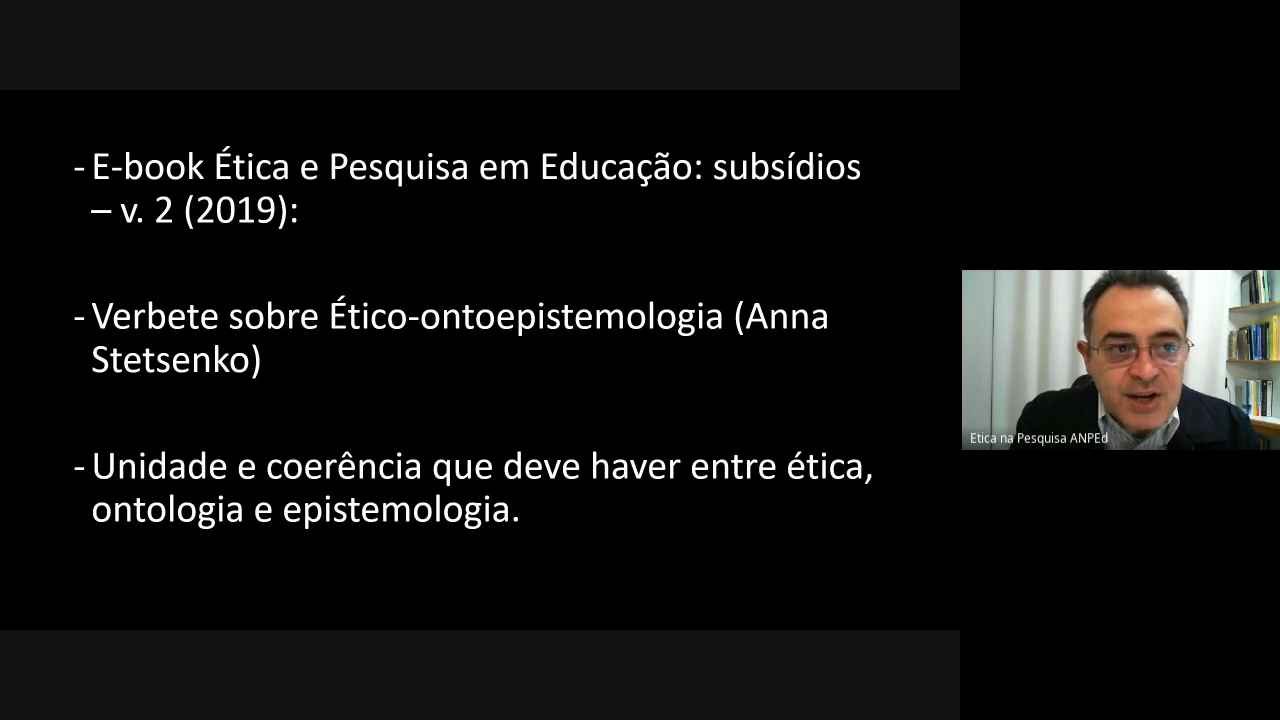 - E-book Ética e Pesquisa em Educação: subsídios
– v. 2 (2019):
- Verbete sobre Ético-ontoepistemologia (Anna
Stetsenko)
- Unidade e coerência que deve haver entre ética,
ontologia e epistemologia.
Etica na Pesquisa ANPEd